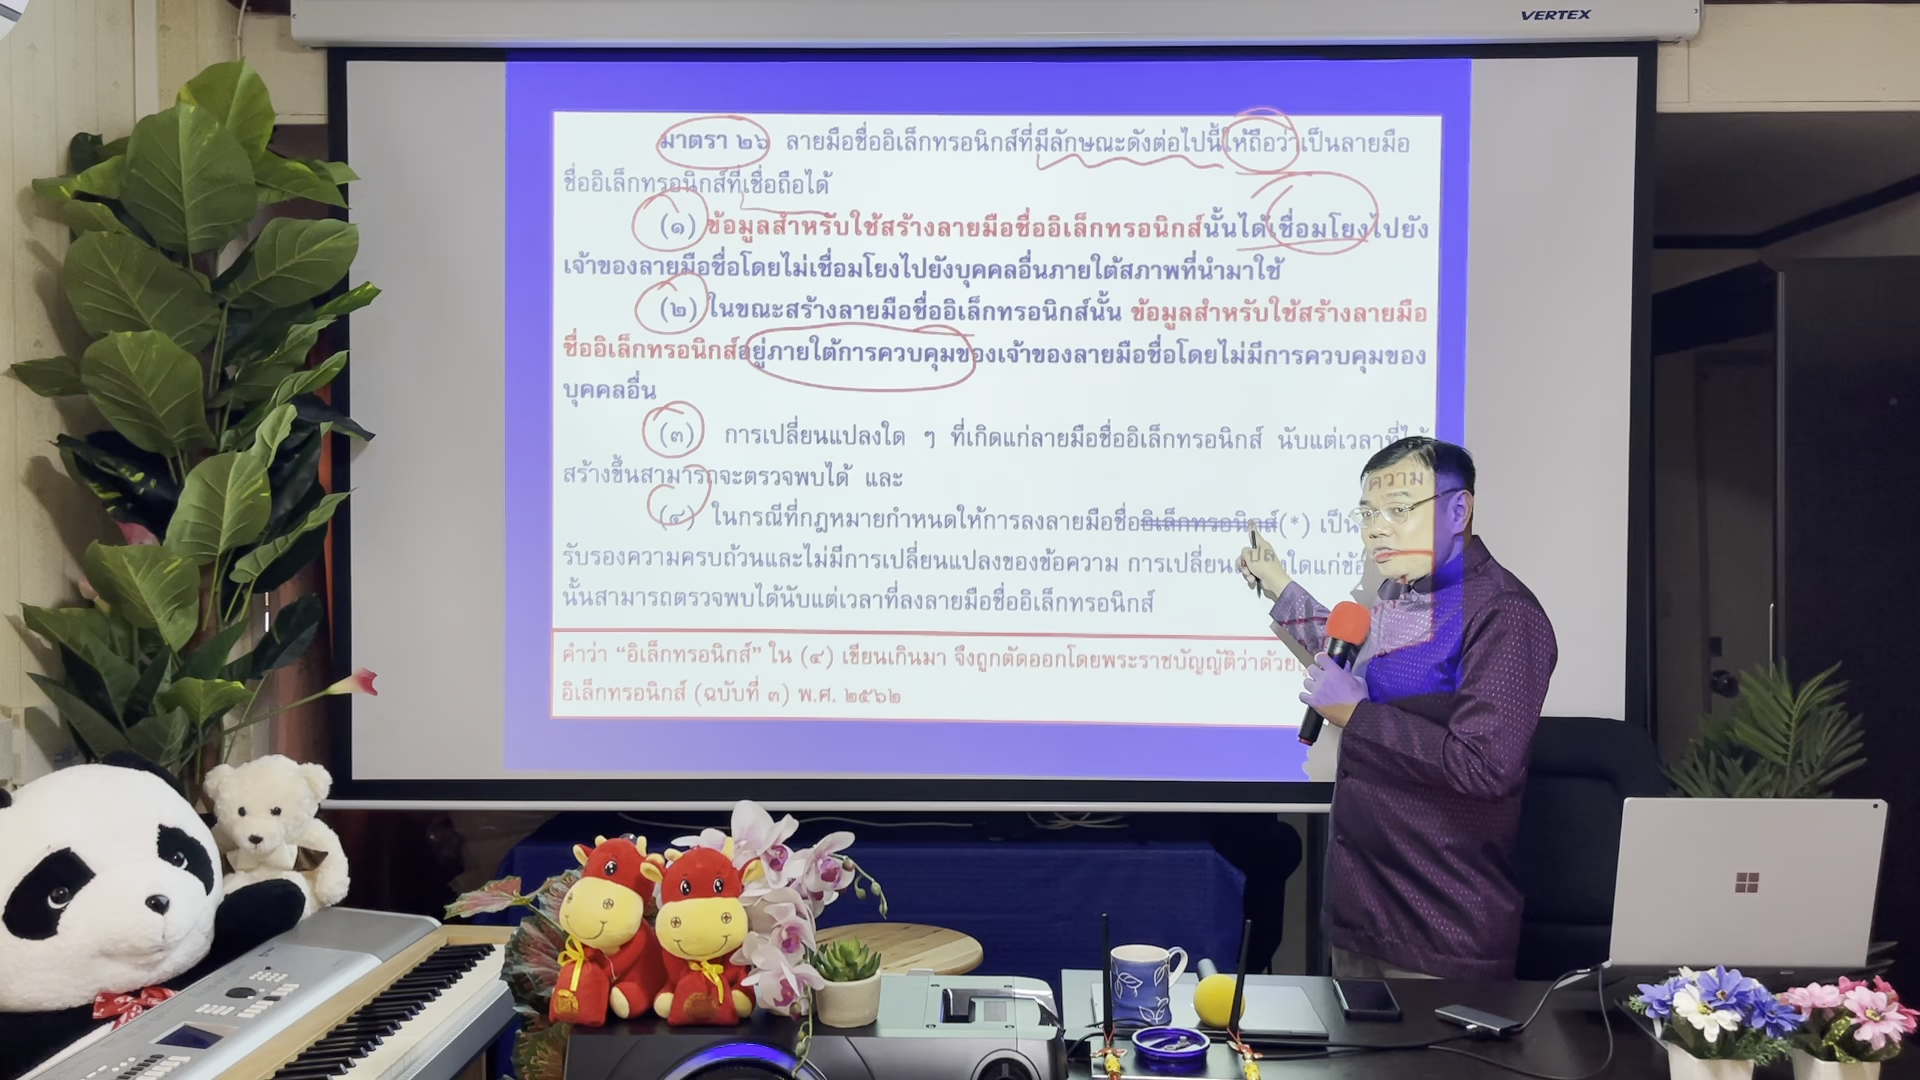 VERTEX
มาตรา ๒๖ ลายมือชื่ออิเล็กทรอนิกส์ที่มีลักษณะดังต่อไปนี้ให้ถือว่าเป็นลายมือ
ชื่ออิเล็กทรอนิกส์ที่เชื่อถือได้
(๑) ข้อมูลสำหรับใช้สร้างลายมือชื่ออิเล็กทรอนิกส์นั้นได้เชื่อมโยงไปยัง
เจ้าของลายมือชื่อโดยไม่เชื่อมโยงไปยังบุคคลอื่นภายใต้สภาพที่นำมาใช้
(๒) ในขณะสร้างลายมือชื่ออิเล็กทรอนิกส์นั้น ข้อมูลสำหรับใช้สร้างลายมือ
ชื่ออิเล็กทรอนิกส์อยู่ภายใต้การควบคุมของเจ้าของลายมือชื่อโดยไม่มีการควบคุมของ
บุคคลอื่น
(๓) การเปลี่ยนแปลงใด ๆ ที่เกิดแก่ลายมือชื่ออิเล็กทรอนิกส์ นับแต่เวลาที่ได้
สร้างขึ้นสามารถจะตรวจพบได้ และ
(๔) ในกรณีที่กฎหมายกำหนดให้การลงลายมือชื่ออิเล็กทรอนิกส์(*) เป็น ความ
รับรองความครบถ้วนและไม่มีการเปลี่ยนแปลงของข้อความ การเปลี่ยนแปลงใดแก่
นั้นสามารถตรวจพบได้นับแต่เวลาที่ลงลายมือชื่ออิเล็กทรอนิกส์
คำว่า “อิเล็กทรอนิกส์” ใน (๔) เขียนเกินมา จึงถูกตัดออกโดยพระราชบัญญัติว่าด้วย
อิเล็กทรอนิกส์ (ฉบับที่ ๓) พ.ศ. ๒๕๖๒